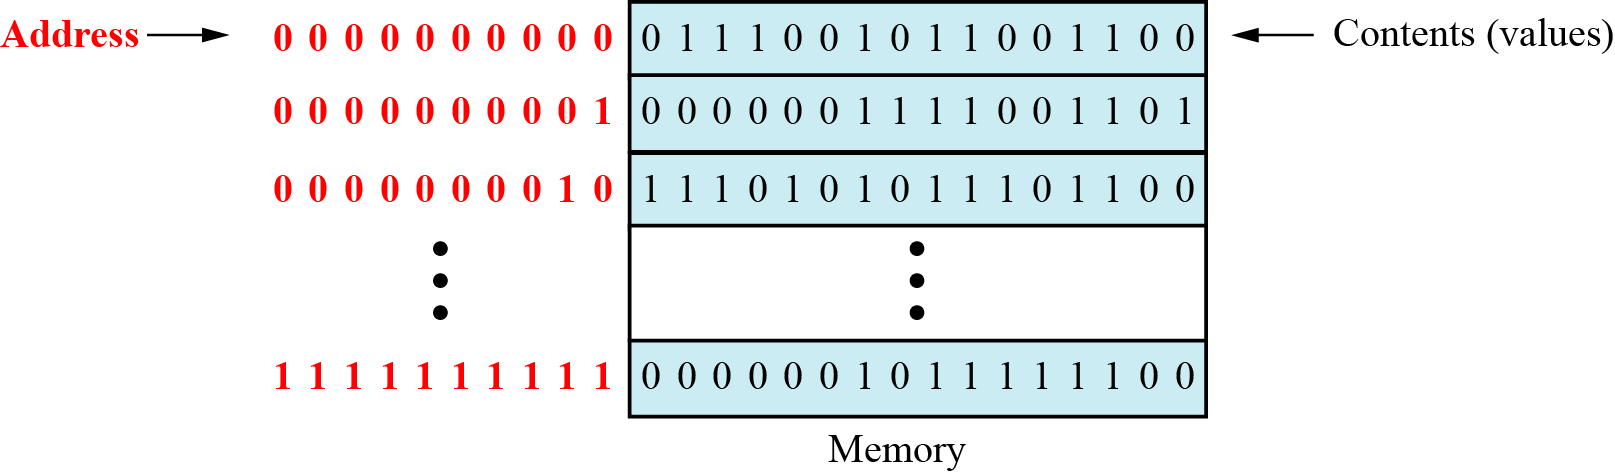 Address 0 0 0 0 0 0 0 0 0 0 0 1 1 1 0 0 1 0 1 1 0 0 1 1 0 0 Contents (values)
0 0 0 0 0 0 0 0 0 1 0 0 0 0 0 0 1 1 1 1 0 0 1 1 0 1
0 0 0 0 0 0 0 0 1 0 1 1 1 0 1 0 1 0 1 1 1 0 1 1 0 0
1 1 1 1 1 1 1 1 1 1 0 0 0 0 0 0 1 0 1 1 1 1 1 1 0 0
Memory